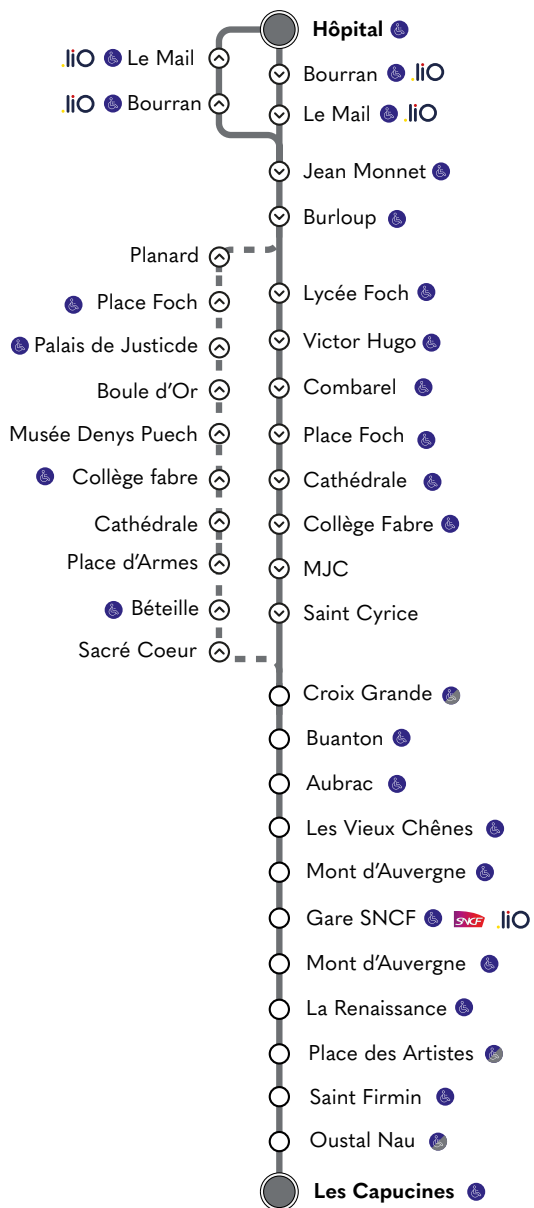 Hôpital
.liO Le Mail
Bourran .liO
.liO Bourran
Le Mail .liO
Jean Monnet
Burloup
Planard
Place Foch
Palais de Justicde
Boule d'Or
Musée Denys Puech
Collège fabre
Cathédrale
Place d'Armes
Béteille
Sacré Coeur
Lycée Foch
Victor Hugo
Combarel
Place Foch
Cathédrale
Collège Fabre
MJC
Saint Cyrice
Croix Grande
Buanton
Aubrac
Les Vieux Chênes
Mont d'Auvergne
Gare SNCF SNCF .liO
Mont d'Auvergne
La Renaissance
Place des Artistes
Saint Firmin
Oustal Nau
Les Capucines